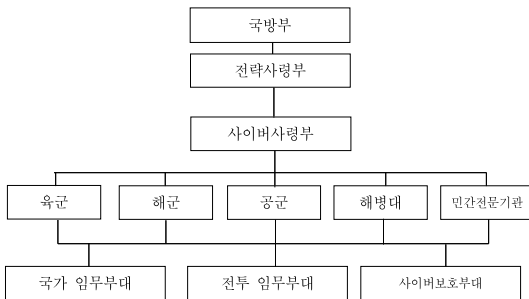 국방부
전략사령부
사이버사령부
육군 해군 공군 해병대 민간전문기관
국가 임무부대 전투 임무부대 사이버보호부대